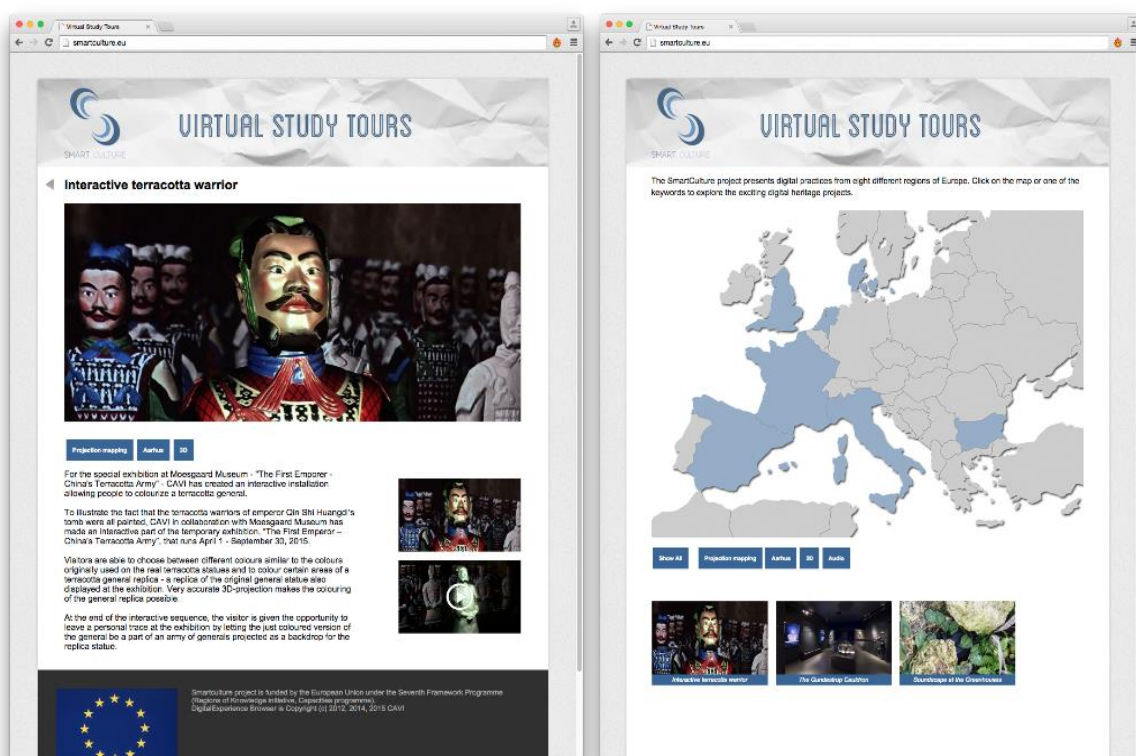 Virtual Study Tours
smartculture.eu
VIRTUAL STUDY TOURS
SMART CULTURE
Interactive terracotta warrior
Projection mapping
Aarhus
3D
For the special exhibition at Moesgaard Museum - "The First Emporer -
China's Terracotta Army" - CAVI has created an interactive installation
allowing people to colourize a terracotta general.
To illustrate the fact that the terracotta warriors of emperor Qin Shi Huangdi's
tomb were all painted, CAVI in collaboration with Moesgaard Museum has
made an interactive part of the temporary exhibition, "The First Emperor –
China's Terracotta Army", that runs April 1 - September 30, 2015.
Visitors are able to choose between different colours similar to the colours
originally used on the real terracotta statues and to colour certain areas of a
terracotta general replica - a replica of the original general statue also
displayed at the exhibition. Very accurate 3D-projection makes the colouring
of the general replica possible.
At the end of the interactive sequence, the visitor is given the opportunity to
leave a personal trace at the exhibition by letting the just coloured version of
the general be a part of an army of generals projected as a backdrop for the
replica statue.
Smartculture project is funded by the European Union under the Seventh Framework Programme
(Regions of Knowledge Initiative, Capacities programme).
DigitalExperience Browser is Copyright (c) 2012, 2014, 2015 CAVI
Virtual Study Tours
smartculture.eu
VIRTUAL STUDY TOURS
SMART CULTURE
The SmartCulture project presents digital practices from eight different regions of Europe. Click on the map or one of the
keywords to explore the exciting digital heritage projects.
Show All
Projection mapping
Aarhus
3D
Audio
Interactive terracotta warrior
The Gundestrup Cauldron
Soundscape at the Greenhouses